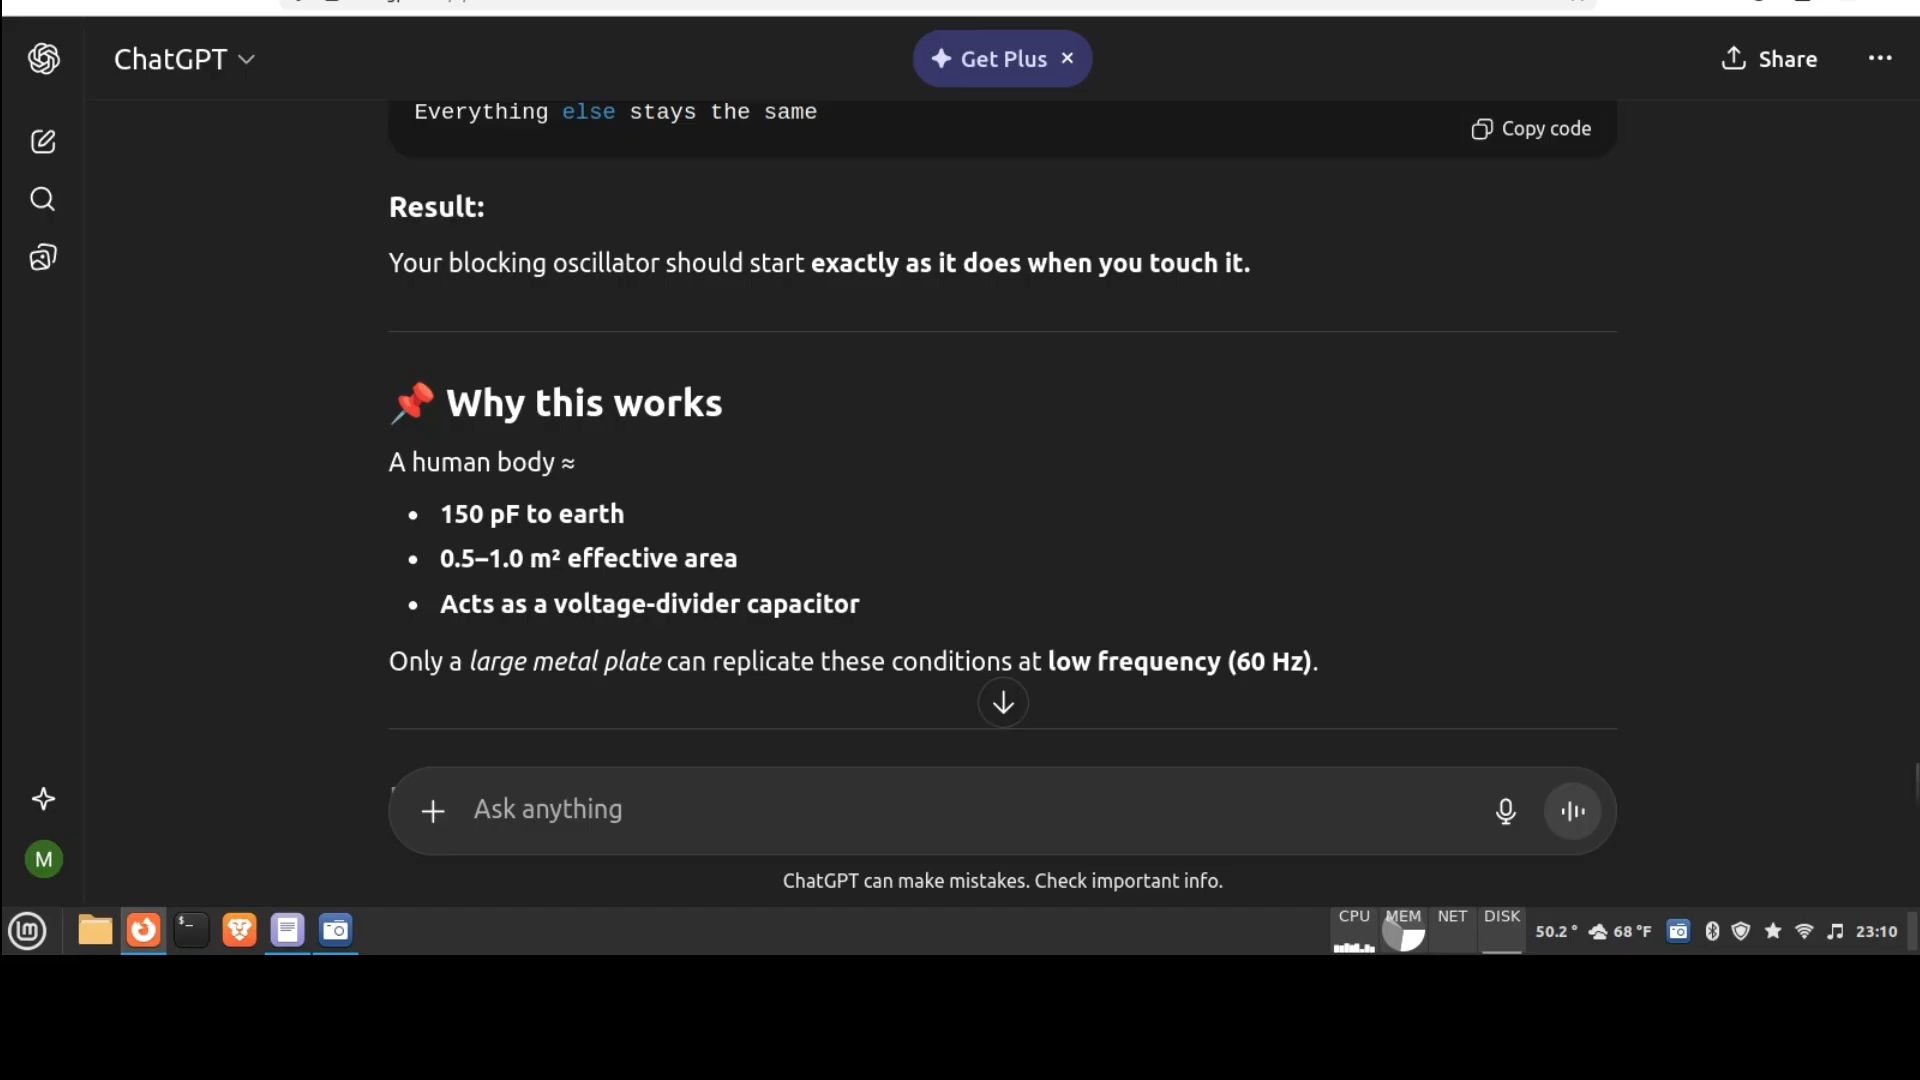 ChatGPT
Get Plus ×
Share
Everything else stays the same
Copy code
Result:
Your blocking oscillator should start exactly as it does when you touch it.
Why this works
A human body ≈
• 150 pF to earth
• 0.5–1.0 m² effective area
• Acts as a voltage-divider capacitor
Only a large metal plate can replicate these conditions at low frequency (60 Hz).
Ask anything
M
ChatGPT can make mistakes. Check important info.
CPU MEM NET DISK
50.2° 68 °F 23:10